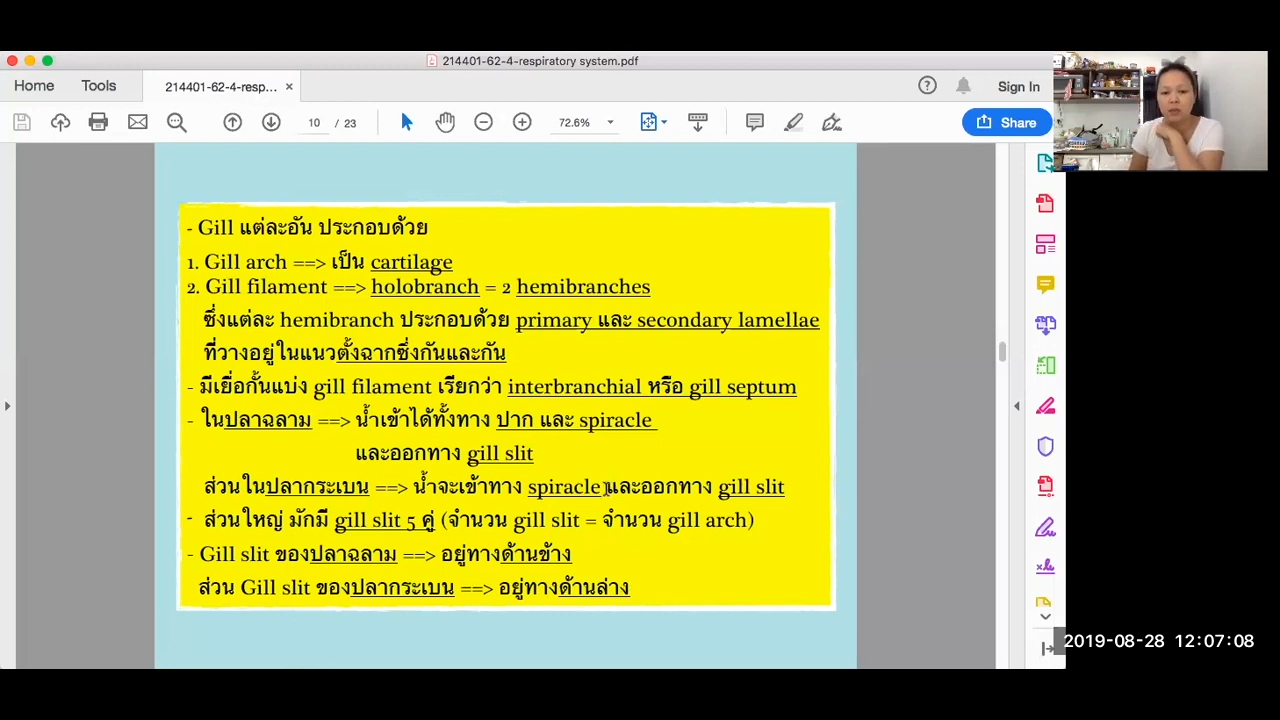 214401-62-4-respiratory system.pdf
Home Tools 214401-62-4-resp... × Sign In
10 / 23 72.6% Share
- Gill แต่ละอัน ประกอบด้วย
1. Gill arch ==> เป็น cartilage
2. Gill filament ==> holobranch = 2 hemibranches
ซึ่งแต่ละ hemibranch ประกอบด้วย primary และ secondary lamellae
ที่วางอยู่ในแนวตั้งฉากซึ่งกันและกัน
- มีเยื่อกั้นแบ่ง gill filament เรียกว่า interbranchial หรือ gill septum
- ในปลาฉลาม ==> น้ำเข้าได้ทั้งทาง ปาก และ spiracle
และออกทาง gill slit
ส่วนในปลากระเบน ==> น้ำจะเข้าทาง spiracle และออกทาง gill slit
- ส่วนใหญ่ มักมี gill slit 5 คู่ (จำนวน gill slit = จำนวน gill arch)
- Gill slit ของปลาฉลาม ==> อยู่ทางด้านข้าง
ส่วน Gill slit ของปลากระเบน ==> อยู่ทางด้านล่าง
2019-08-28 12:07:08